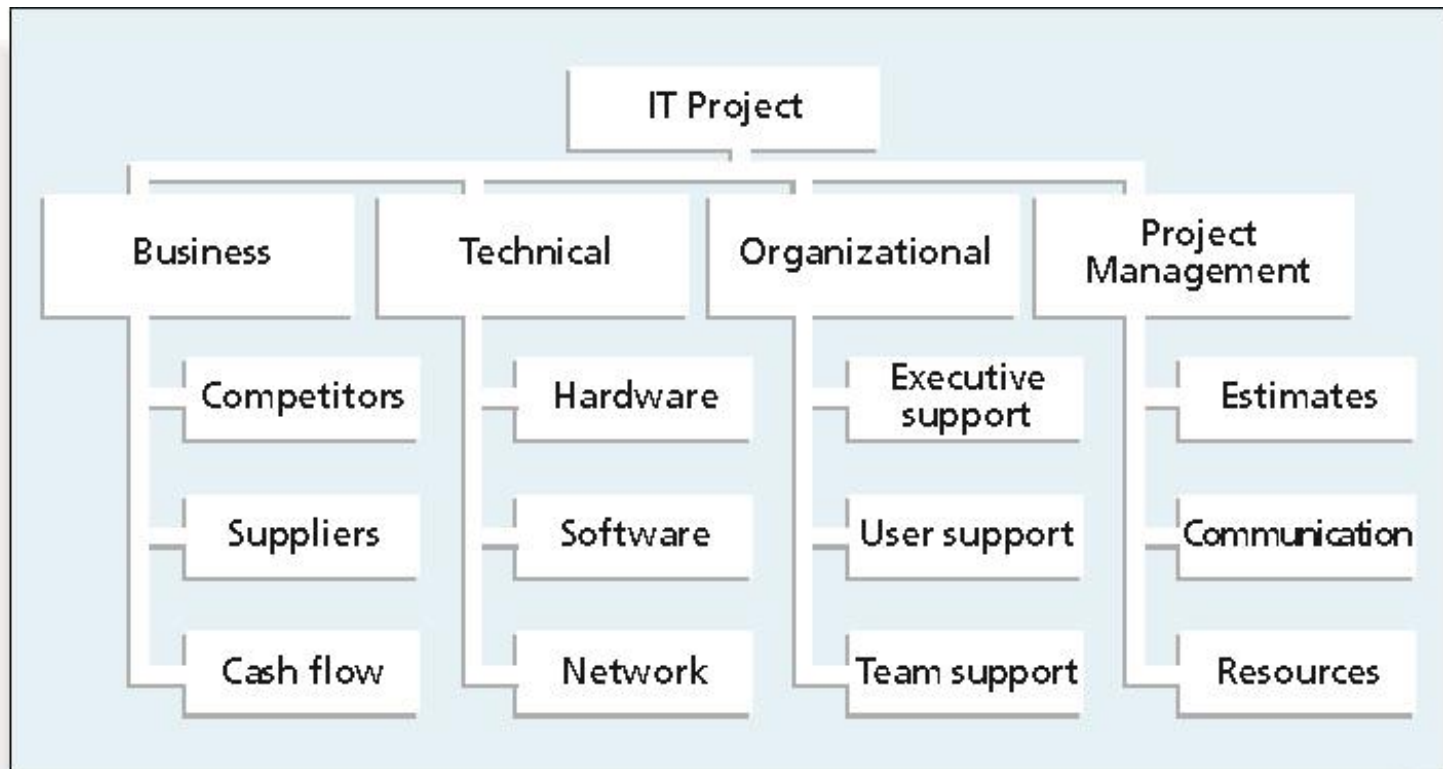 IT Project
Business
Technical
Organizational
Project
Management
Competitors
Hardware
Executive
support
Estimates
Suppliers
Software
User support
Communication
Cash flow
Network
Team support
Resources